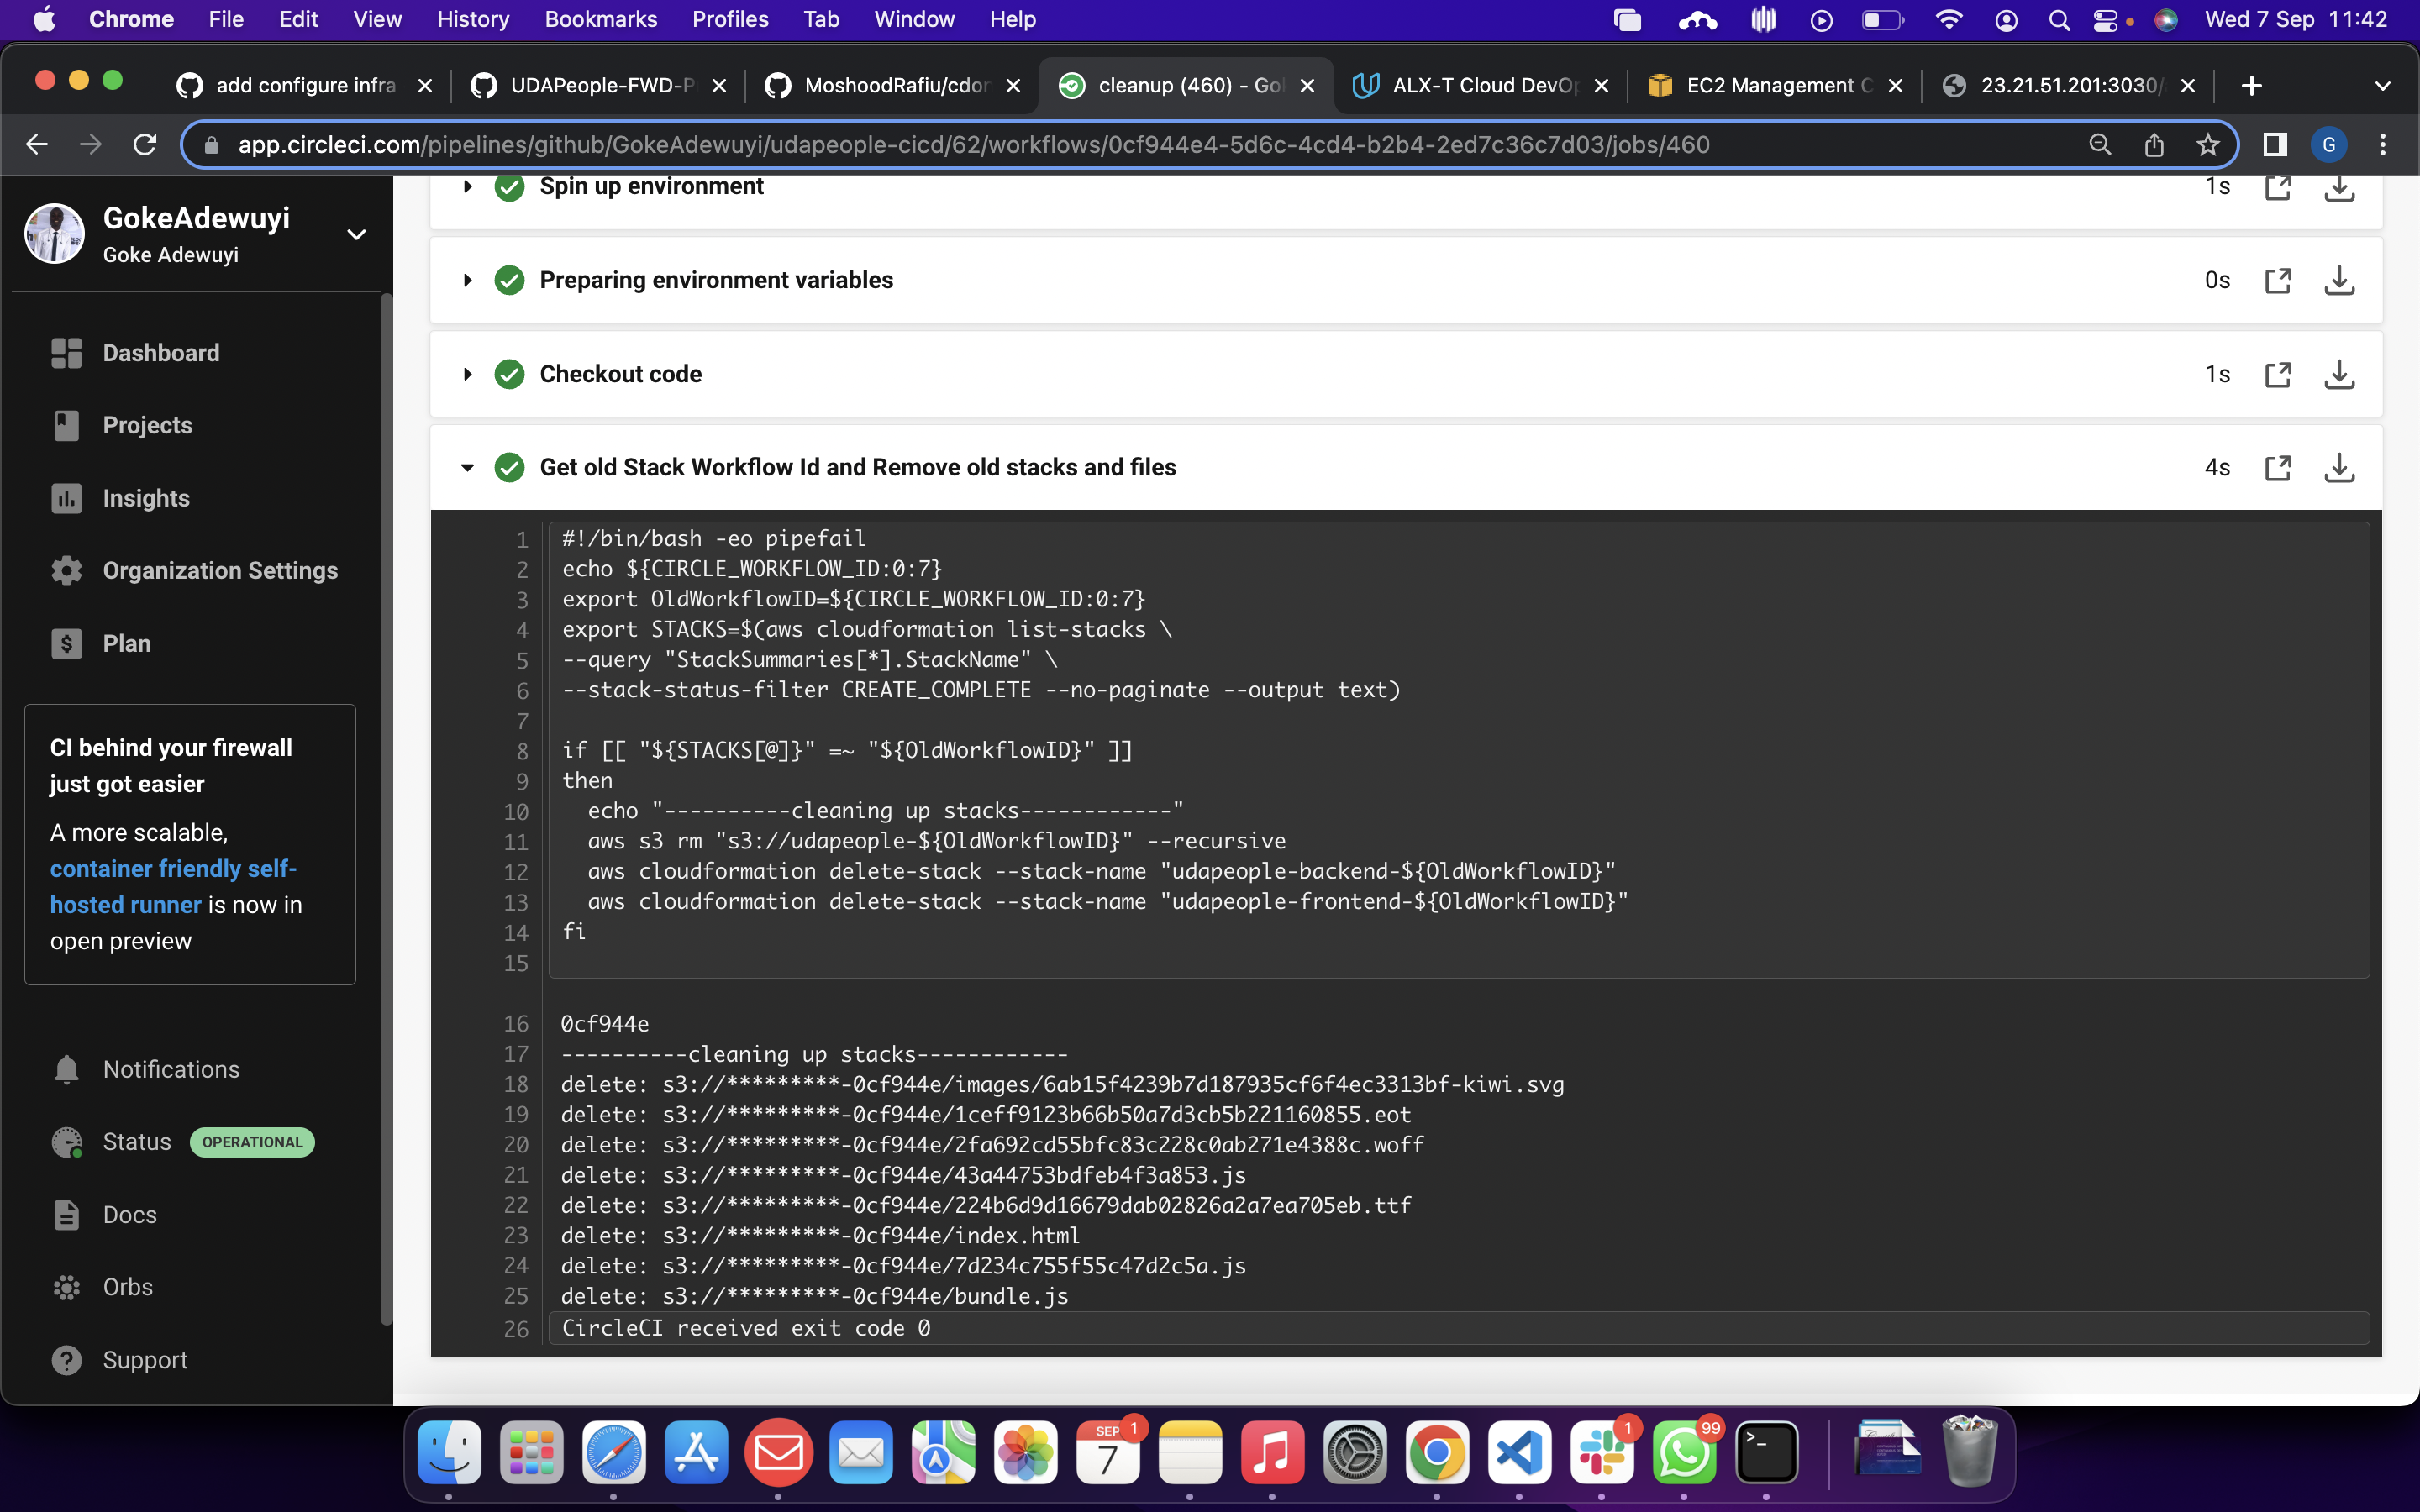 Chrome File Edit View History Bookmarks Profiles Tab Window Help Wed 7 Sep 11:42
add configure infra UDAPeople-FWD-P MoshoodRafiu/cdon cleanup (460) - Gok ALX-T Cloud DevOp EC2 Management C 23.21.51.201:3030/
app.circleci.com/pipelines/github/GokeAdewuyi/udapeople-cicd/62/workflows/0cf944e4-5d6c-4cd4-b2b4-2ed7c36c7d03/jobs/460 G
GokeAdewuyi
Goke Adewuyi
Dashboard
Projects
Insights
Organization Settings
Plan
CI behind your firewall
just got easier
A more scalable,
container friendly self-
hosted runner is now in
open preview
Notifications
Status OPERATIONAL
Docs
Orbs
Support
Spin up environment 1s
Preparing environment variables 0s
Checkout code 1s
Get old Stack Workflow Id and Remove old stacks and files 4s
1 #!/bin/bash -eo pipefail
2 echo ${CIRCLE_WORKFLOW_ID:0:7}
3 export OldWorkflowID=${CIRCLE_WORKFLOW_ID:0:7}
4 export STACKS=$(aws cloudformation list-stacks \
5 --query "StackSummaries[*].StackName" \
6 --stack-status-filter CREATE_COMPLETE --no-paginate --output text)
7
8 if [[ "${STACKS[@]}" =~ "${OldWorkflowID}" ]]
9 then
10 echo "----------cleaning up stacks------------"
11 aws s3 rm "s3://udapeople-${OldWorkflowID}" --recursive
12 aws cloudformation delete-stack --stack-name "udapeople-backend-${OldWorkflowID}"
13 aws cloudformation delete-stack --stack-name "udapeople-frontend-${OldWorkflowID}"
14 fi
15
16 0cf944e
17 ----------cleaning up stacks------------
18 delete: s3://*********-0cf944e/images/6ab15f4239b7d187935cf6f4ec3313bf-kiwi.svg
19 delete: s3://*********-0cf944e/1ceff9123b66b50a7d3cb5b221160855.eot
20 delete: s3://*********-0cf944e/2fa692cd55bfc83c228c0ab271e4388c.woff
21 delete: s3://*********-0cf944e/43a44753bdfeb4f3a853.js
22 delete: s3://*********-0cf944e/224b6d9d16679dab02826a2a7ea705eb.ttf
23 delete: s3://*********-0cf944e/index.html
24 delete: s3://*********-0cf944e/7d234c755f55c47d2c5a.js
25 delete: s3://*********-0cf944e/bundle.js
26 CircleCI received exit code 0
SEP 7 1 1 99